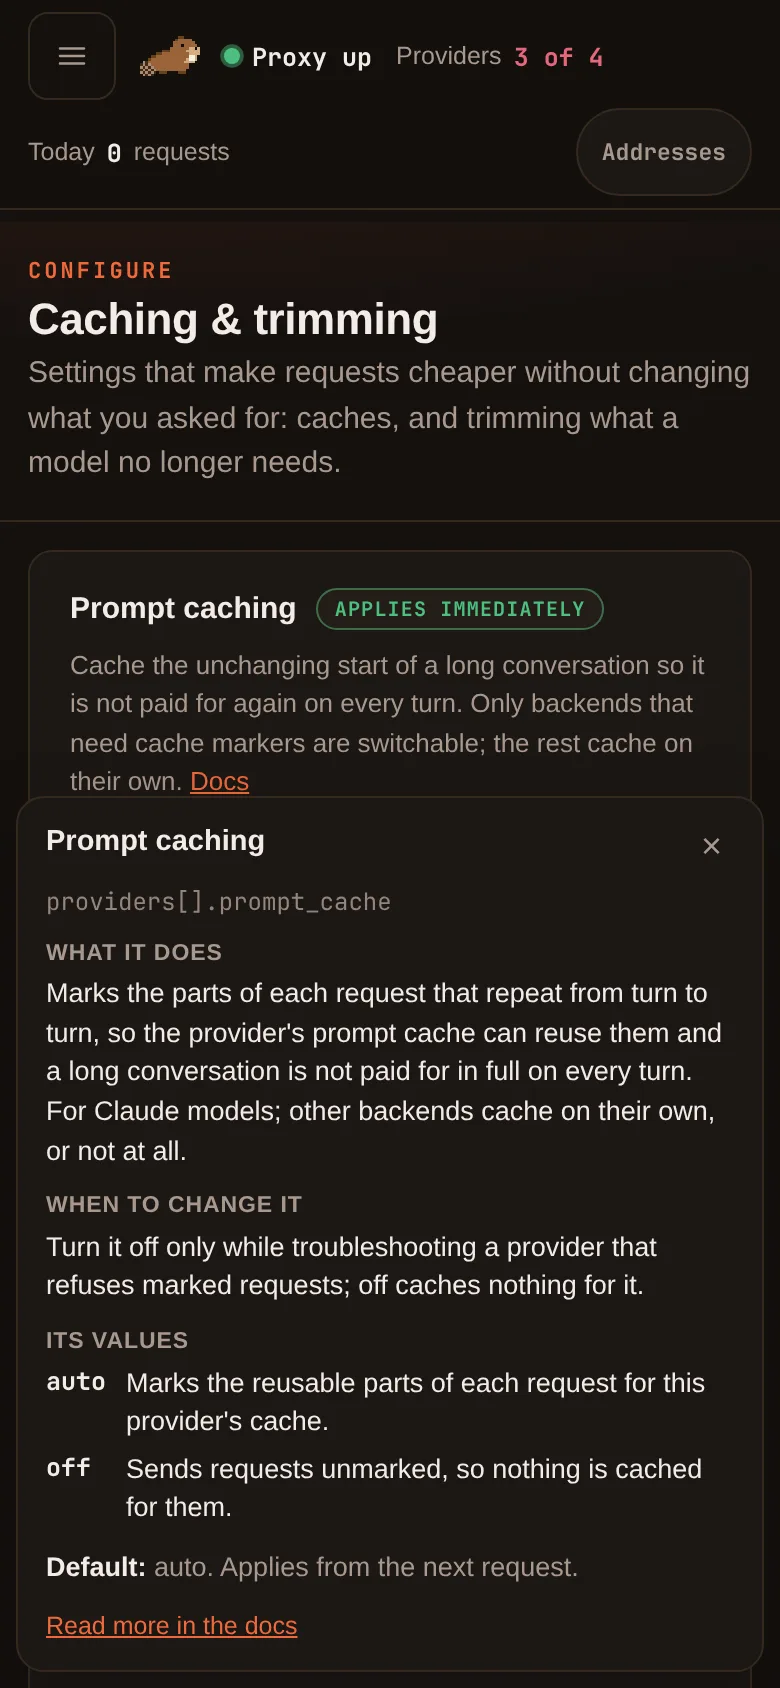 Proxy up Providers 3 of 4
Today 0 requests Addresses
CONFIGURE
Caching & trimming
Settings that make requests cheaper without changing
what you asked for: caches, and trimming what a
model no longer needs.
Prompt caching APPLIES IMMEDIATELY
Cache the unchanging start of a long conversation so it
is not paid for again on every turn. Only backends that
need cache markers are switchable; the rest cache on
their own. Docs
Prompt caching
providers[].prompt_cache
WHAT IT DOES
Marks the parts of each request that repeat from turn to
turn, so the provider's prompt cache can reuse them and
a long conversation is not paid for in full on every turn.
For Claude models; other backends cache on their own,
or not at all.
WHEN TO CHANGE IT
Turn it off only while troubleshooting a provider that
refuses marked requests; off caches nothing for it.
ITS VALUES
auto Marks the reusable parts of each request for this
provider's cache.
off Sends requests unmarked, so nothing is cached
for them.
Default: auto. Applies from the next request.
Read more in the docs